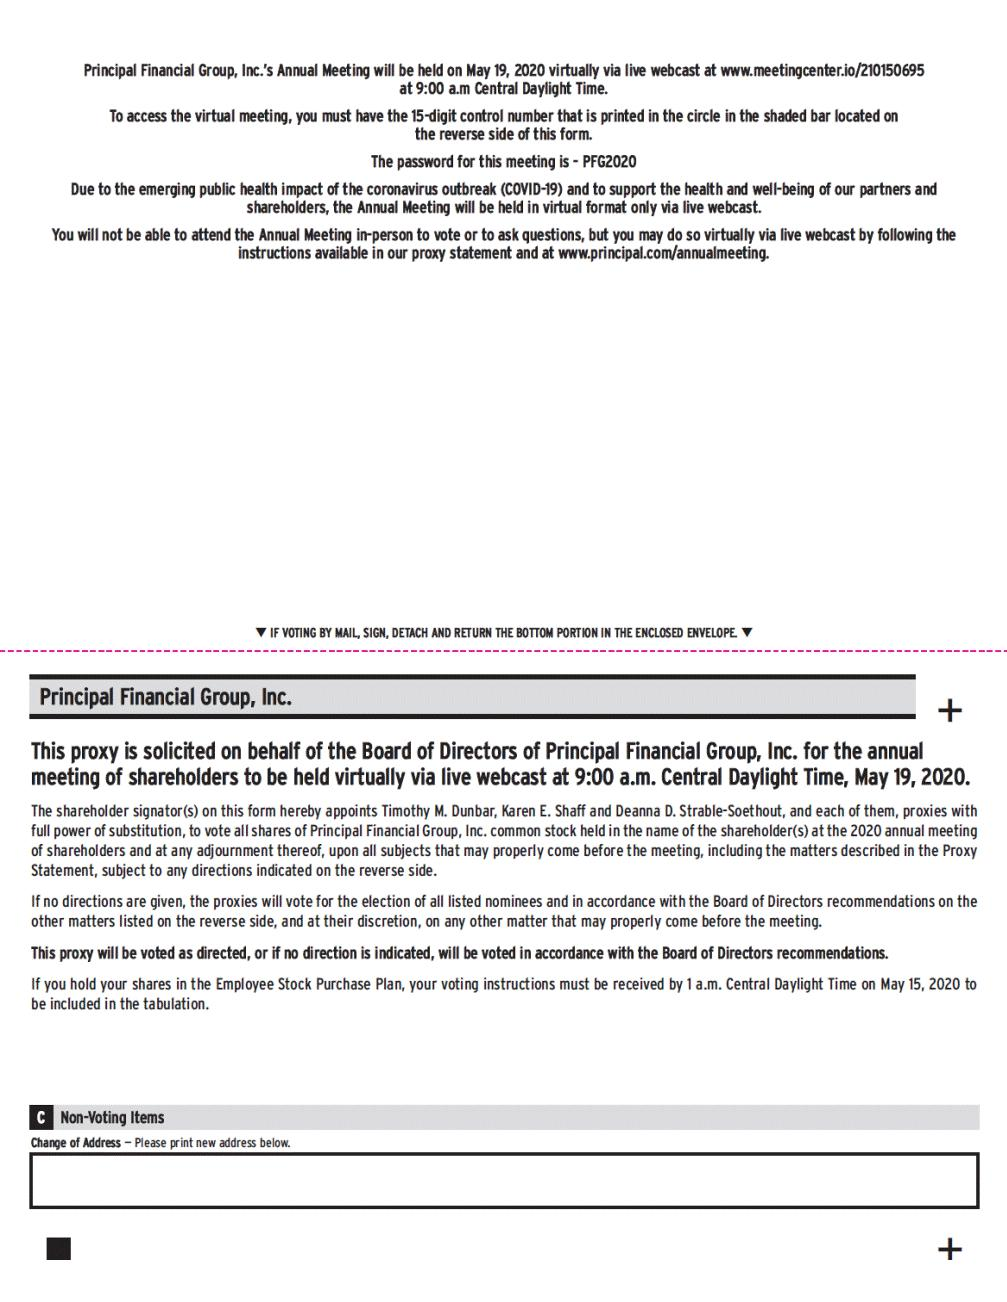 Principal Financial Group, Inc.'s Annual Meeting will be held on May 19, 2020 virtually via live webcast at www.meetingcenter.io/210150695
at 9:00 a.m Central Daylight Time.
To access the virtual meeting, you must have the 15-digit control number that is printed in the circle in the shaded bar located on
the reverse side of this form.
The password for this meeting is - PFG2020
Due to the emerging public health impact of the coronavirus outbreak (COVID-19) and to support the health and well-being of our partners and
shareholders, the Annual Meeting will be held in virtual format only via live webcast.
You will not be able to attend the Annual Meeting in-person to vote or to ask questions, but you may do so virtually via live webcast by following the
instructions available in our proxy statement and at www.principal.com/annualmeeting.
▼ IF VOTING BY MAIL, SIGN, DETACH AND RETURN THE BOTTOM PORTION IN THE ENCLOSED ENVELOPE. ▼
Principal Financial Group, Inc.
This proxy is solicited on behalf of the Board of Directors of Principal Financial Group, Inc. for the annual
meeting of shareholders to be held virtually via live webcast at 9:00 a.m. Central Daylight Time, May 19, 2020.
The shareholder signator(s) on this form hereby appoints Timothy M. Dunbar, Karen E. Shaff and Deanna D. Strable-Soethout, and each of them, proxies with
full power of substitution, to vote all shares of Principal Financial Group, Inc. common stock held in the name of the shareholder(s) at the 2020 annual meeting
of shareholders and at any adjournment thereof, upon all subjects that may properly come before the meeting, including the matters described in the Proxy
Statement, subject to any directions indicated on the reverse side.
If no directions are given, the proxies will vote for the election of all listed nominees and in accordance with the Board of Directors recommendations on the
other matters listed on the reverse side, and at their discretion, on any other matter that may properly come before the meeting.
This proxy will be voted as directed, or if no direction is indicated, will be voted in accordance with the Board of Directors recommendations.
If you hold your shares in the Employee Stock Purchase Plan, your voting instructions must be received by 1 a.m. Central Daylight Time on May 15, 2020 to
be included in the tabulation.
C Non-Voting Items
Change of Address – Please print new address below.